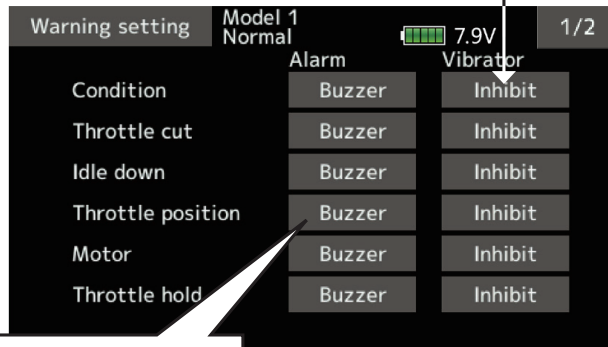 Warning setting Model 1 Normal 7.9V 1/2
Alarm Vibrator
Condition Buzzer Inhibit
Throttle cut Buzzer Inhibit
Idle down Buzzer Inhibit
Throttle position Buzzer Inhibit
Motor Buzzer Inhibit
Throttle hold Buzzer Inhibit